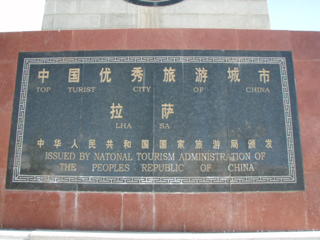 中国优秀旅游城市
TOP TURIST CITY OF CHINA
拉萨
LHA SA
中华人民共和国国家旅游局颁发
ISSUED BY NATONAL TOURISM ADMINISTRATION OF
THE PEOPLES REPUBLIC OF CHINA